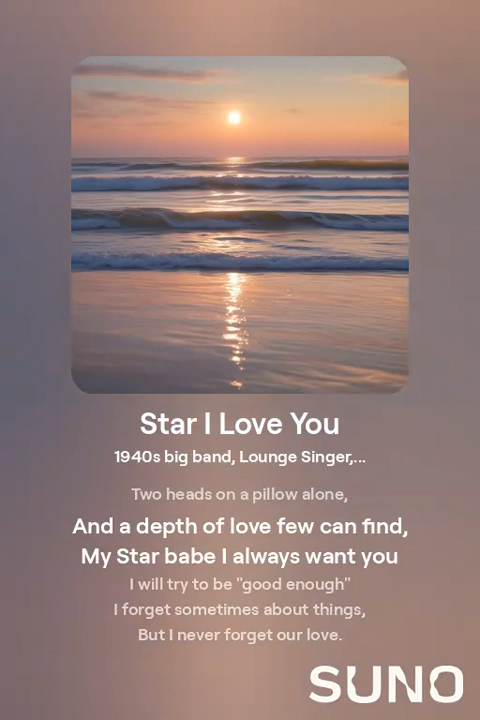 Star I Love You
1940s big band, Lounge Singer,...
Two heads on a pillow alone,
And a depth of love few can find,
My Star babe I always want you
I will try to be "good enough"
I forget sometimes about things,
But I never forget our love.
SUNO